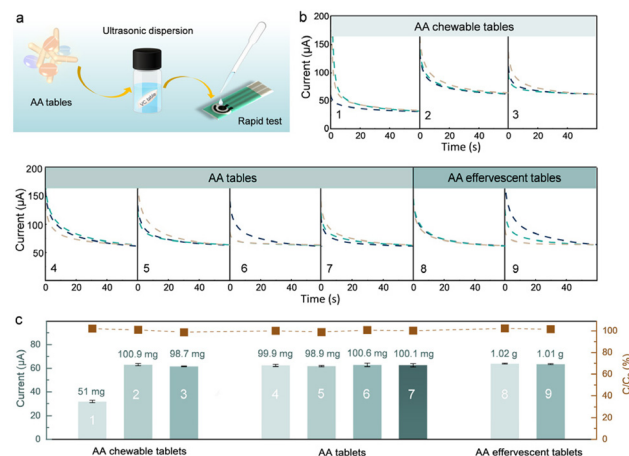 a
Ultrasonic dispersion
AA tables
Rapid test
b
AA chewable tables
Current (µA)
200
150
100
50
0
1
2
3
0 20 40
0 20 40
0 20 40
Time (s)
Time (s)
AA tables
AA effervescent tables
Current (µA)
200
150
100
50
4
5
6
7
8
9
0 20 40
0 20 40
0 20 40
0 20 40
0 20 40
0 20 40
Time (s)
Time (s)
c
Current (µA)
80
60
40
20
0
51 mg
100.9 mg
98.7 mg
99.9 mg
98.9 mg
100.6 mg
100.1 mg
1.02 g
1.01 g
1
2
3
4
5
6
7
8
9
100
80
60
40
20
0
(%)
AA chewable tablets
AA tablets
AA effervescent tablets